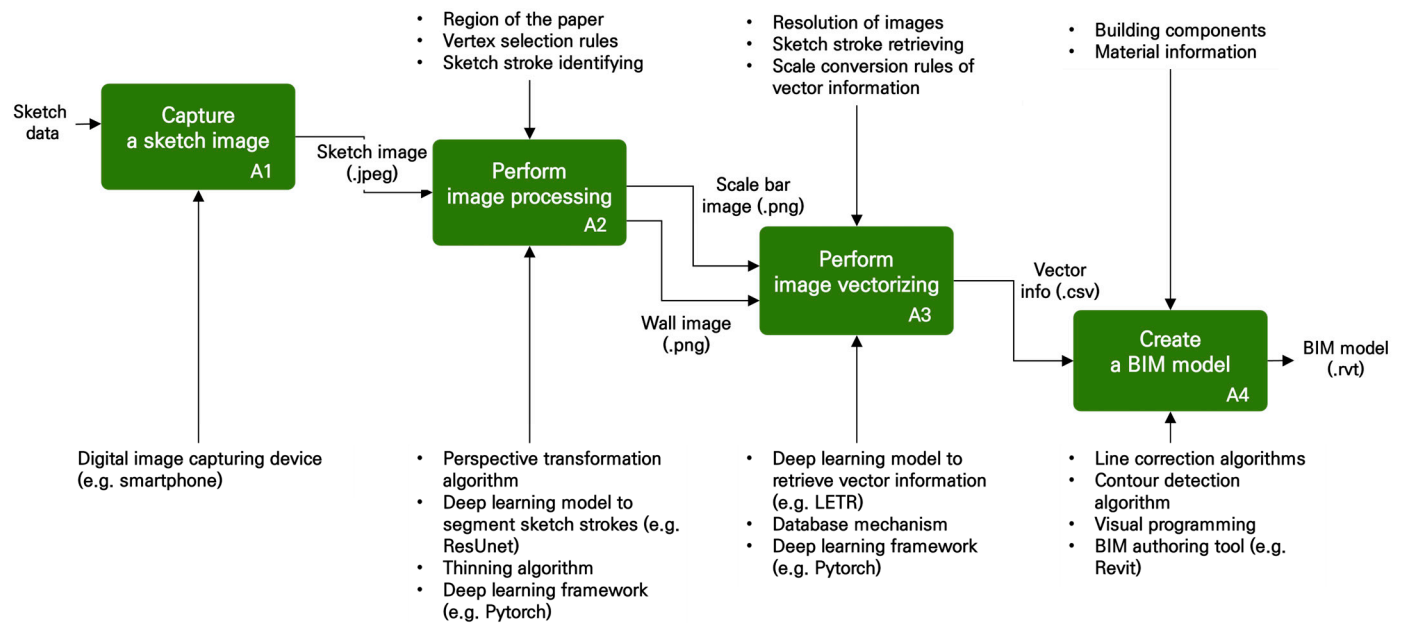 • Region of the paper
• Vertex selection rules
• Sketch stroke identifying
• Resolution of images
• Sketch stroke retrieving
• Scale conversion rules of
vector information
• Building components
• Material information
Sketch
data
Capture
a sketch image
A1
Sketch image
(.jpeg)
Perform
image processing
A2
Scale bar
image (.png)
Wall image
(.png)
Perform
image vectorizing
A3
Vector
info (.csv)
Create
a BIM model
A4
BIM model
(.rvt)
Digital image capturing device
(e.g. smartphone)
• Perspective transformation
algorithm
• Deep learning model to
segment sketch strokes (e.g.
ResUnet)
• Thinning algorithm
• Deep learning framework
(e.g. Pytorch)
• Deep learning model to
retrieve vector information
(e.g. LETR)
• Database mechanism
• Deep learning framework
(e.g. Pytorch)
• Line correction algorithms
• Contour detection
algorithm
• Visual programming
• BIM authoring tool (e.g.
Revit)